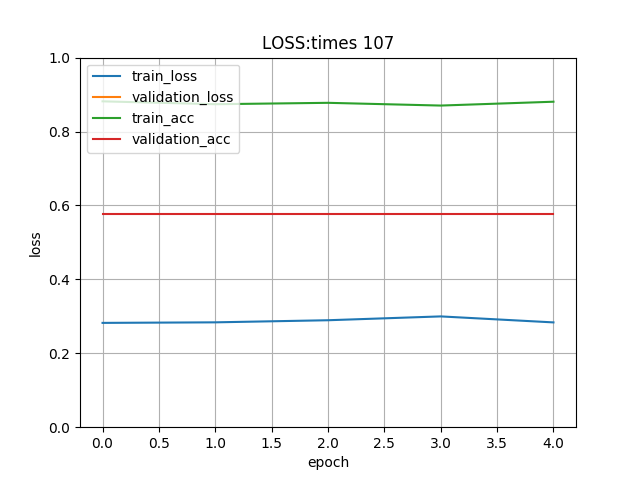 LOSS:times 107
train_loss
validation_loss
train_acc
validation_acc
1.0
0.8
0.6
0.4
0.2
0.0
loss
0.0 0.5 1.0 1.5 2.0 2.5 3.0 3.5 4.0
epoch